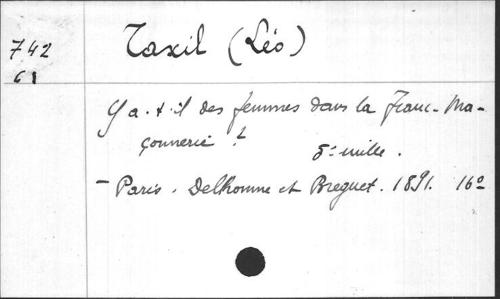 742
61
Taxil (Léo)
Y a-t-il des femmes dans la Franc-Ma-
çonnerie ?
5e mille.
— Paris. Delhomme et Breguet. 1891. 16°